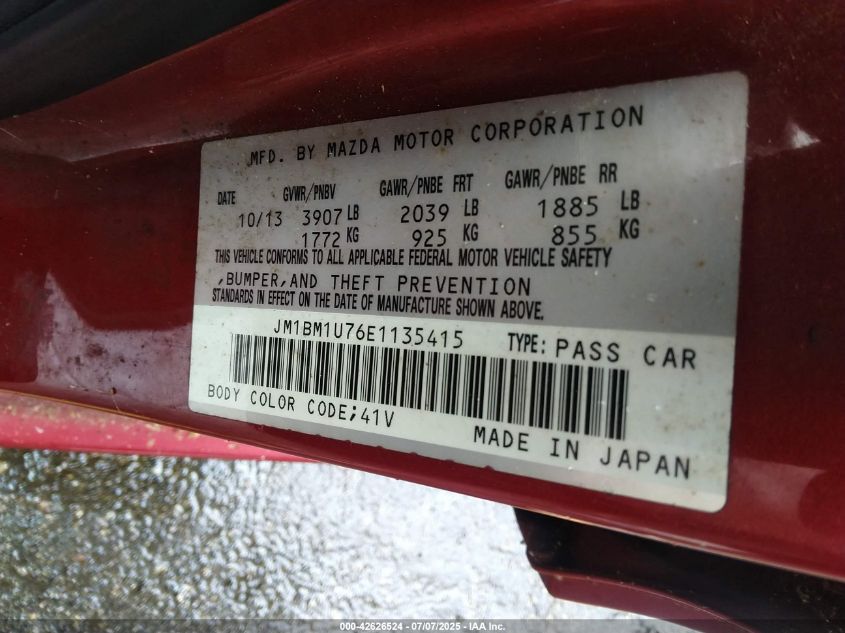 MFD. BY MAZDA MOTOR CORPORATION
DATE GVWR/PNBV GAWR/PNBE FRT GAWR/PNBE RR
10/13 3907 LB 2039 LB 1885 LB
1772 KG 925 KG 855 KG
THIS VEHICLE CONFORMS TO ALL APPLICABLE FEDERAL MOTOR VEHICLE SAFETY
,BUMPER,AND THEFT PREVENTION
STANDARDS IN EFFECT ON THE DATE OF MANUFACTURE SHOWN ABOVE.
JM1BM1U76E1135415 TYPE: PASS CAR
BODY COLOR CODE;41V
MADE IN JAPAN
000-42626524 - 07/07/2025 - IAA Inc.